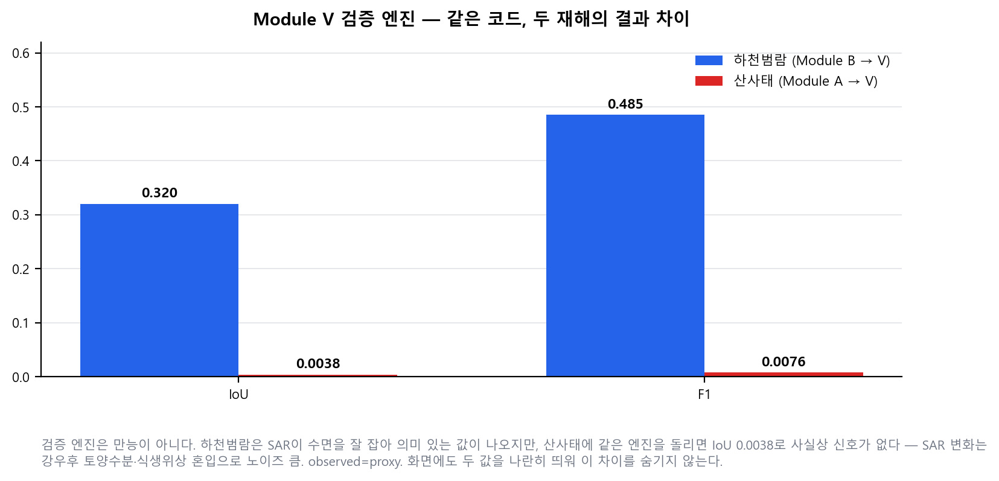 Module V 검증 엔진 — 같은 코드, 두 재해의 결과 차이
0.6
0.5
0.4
0.3
0.2
0.1
0.0
하천범람 (Module B → V)
산사태 (Module A → V)
0.320
0.0038
0.485
0.0076
IoU
F1
검증 엔진은 만능이 아니다. 하천범람은 SAR이 수면을 잘 잡아 의미 있는 값이 나오지만, 산사태에 같은 엔진을 돌리면 IoU 0.0038로 사실상 신호가 없다 — SAR 변화는
강우후 토양수분·식생위상 혼입으로 노이즈 큼. observed=proxy. 화면에도 두 값을 나란히 띄워 이 차이를 숨기지 않는다.